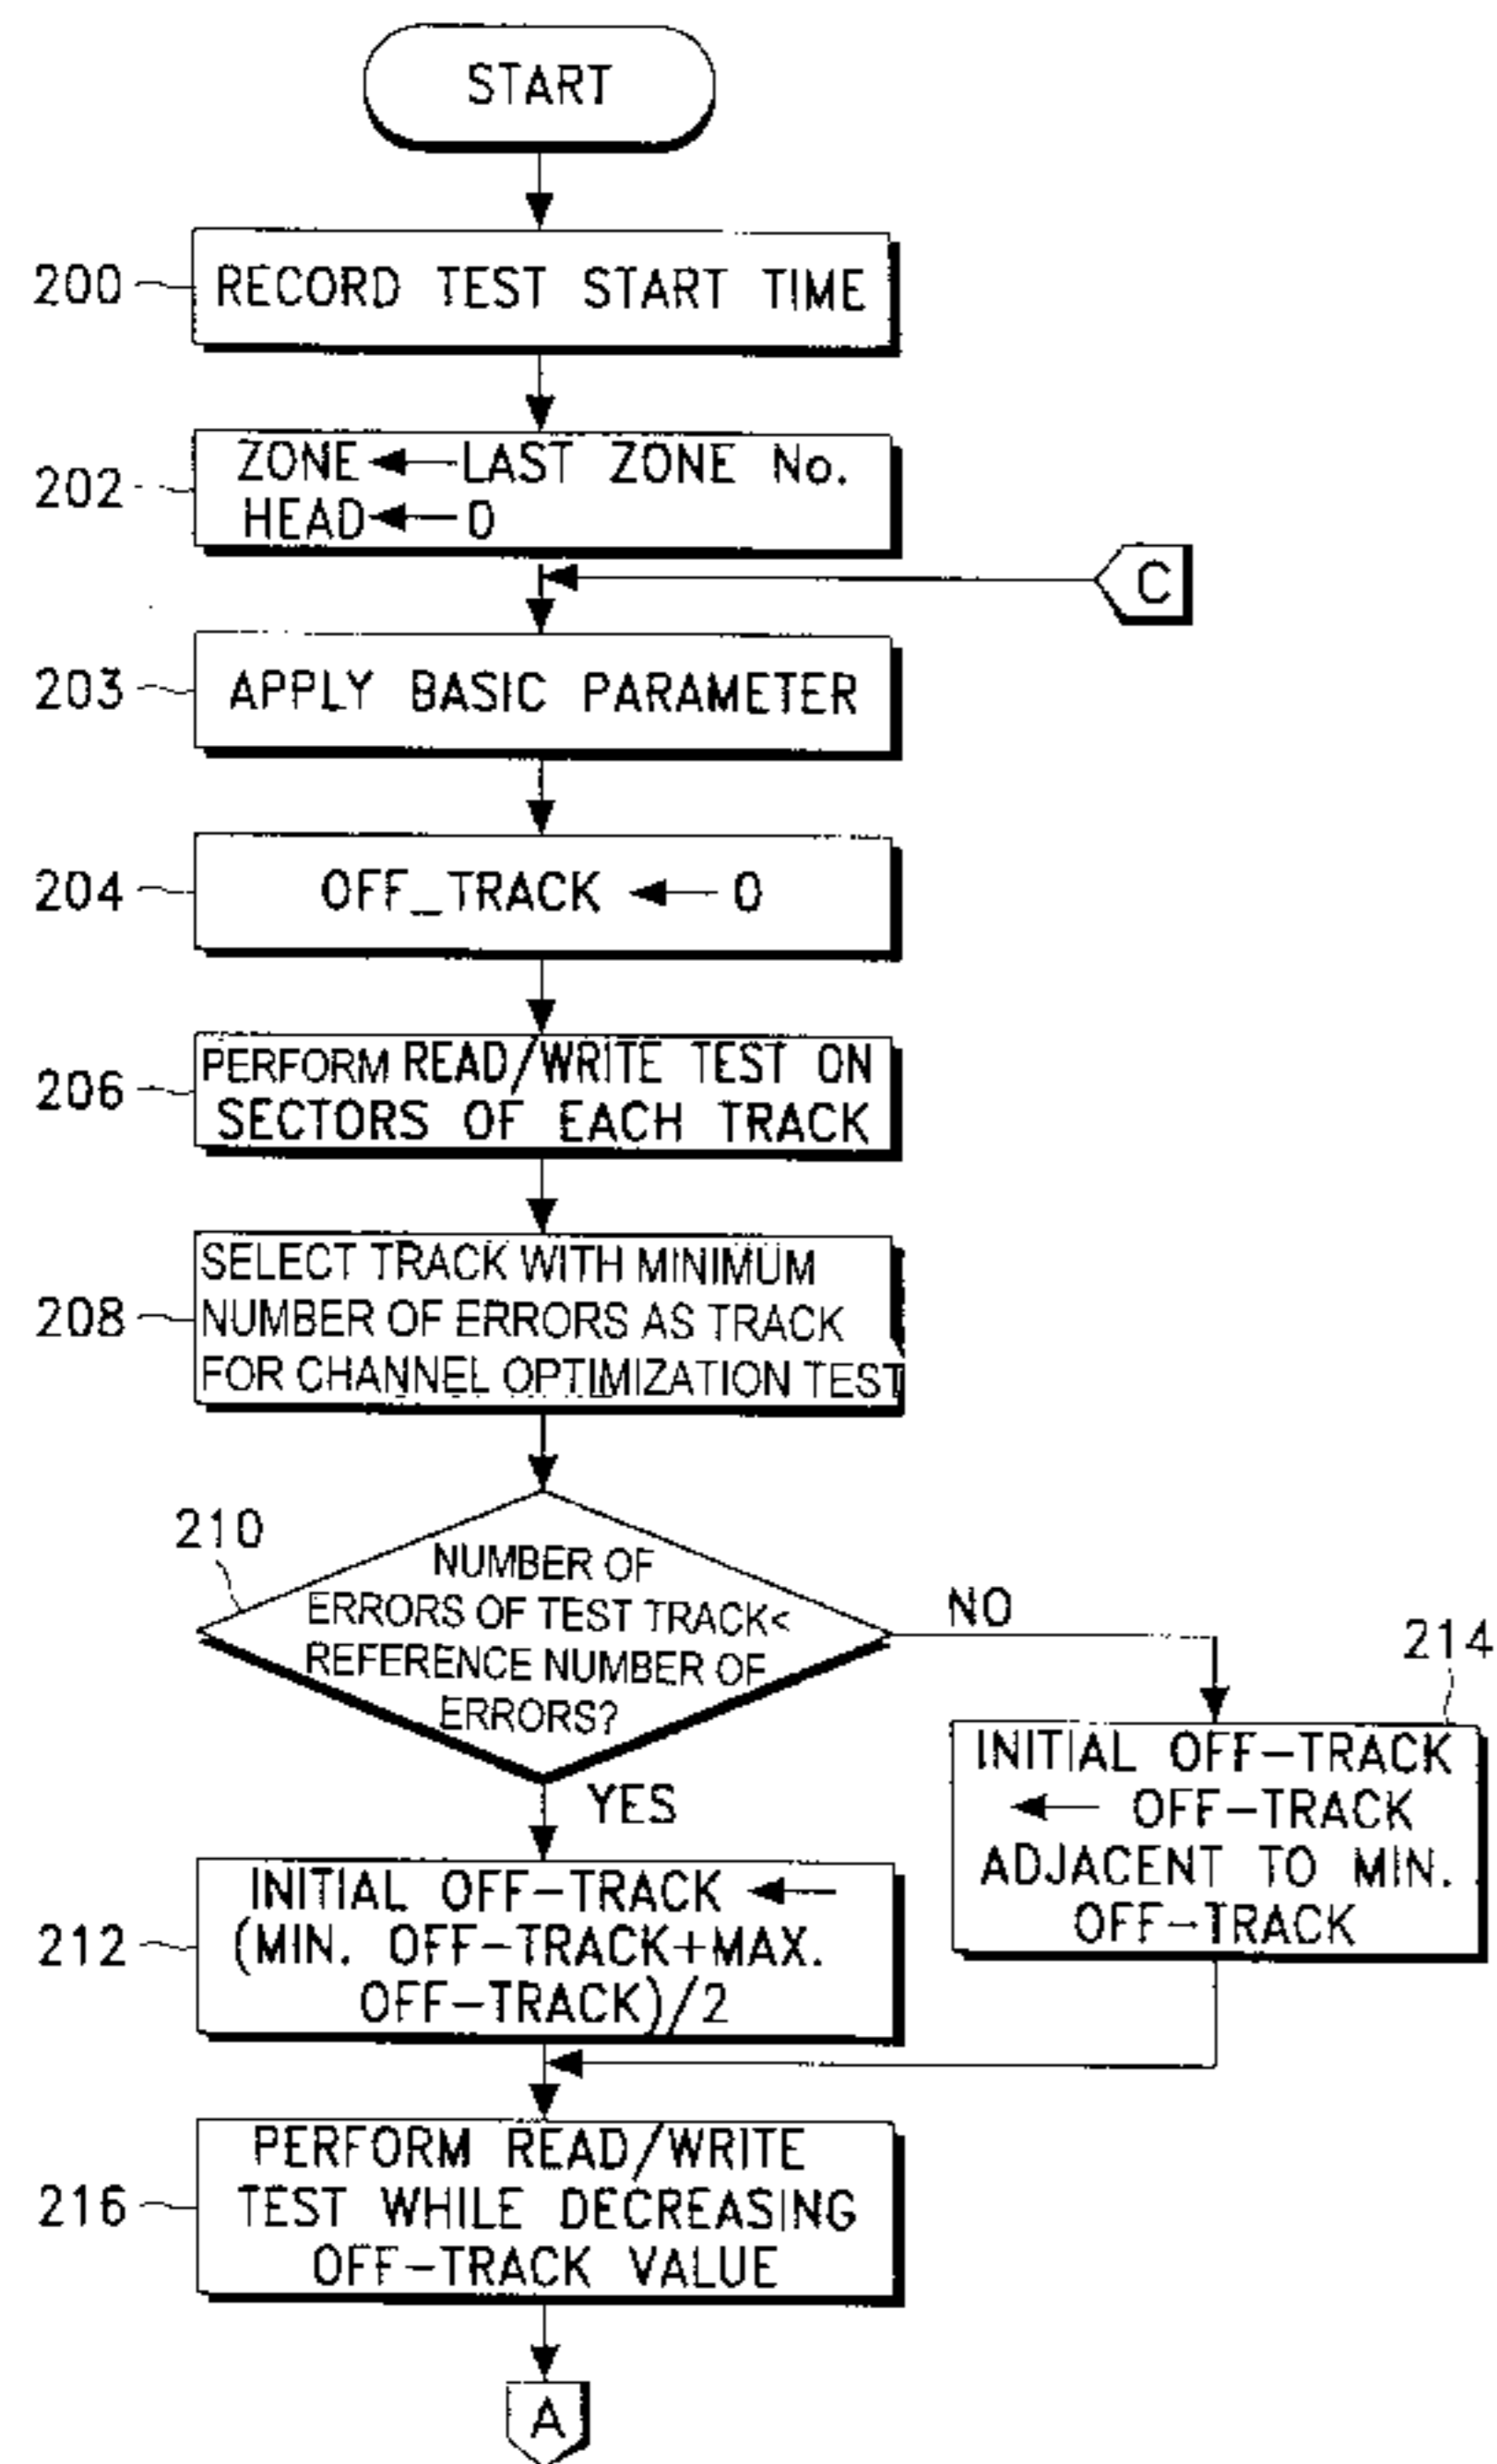 START
200
RECORD TEST START TIME
202
ZONE ← LAST ZONE No.
HEAD ← 0
C
203
APPLY BASIC PARAMETER
204
OFF_TRACK ← 0
206
PERFORM READ/WRITE TEST ON
SECTORS OF EACH TRACK
208
SELECT TRACK WITH MINIMUM
NUMBER OF ERRORS AS TRACK
FOR CHANNEL OPTIMIZATION TEST
210
NUMBER OF
ERRORS OF TEST TRACK<
REFERENCE NUMBER OF
ERRORS?
NO
YES
214
INITIAL OFF-TRACK
← OFF-TRACK
ADJACENT TO MIN.
OFF-TRACK
212
INITIAL OFF-TRACK ←
(MIN. OFF-TRACK+MAX.
OFF-TRACK)/2
216
PERFORM READ/WRITE
TEST WHILE DECREASING
OFF-TRACK VALUE
A